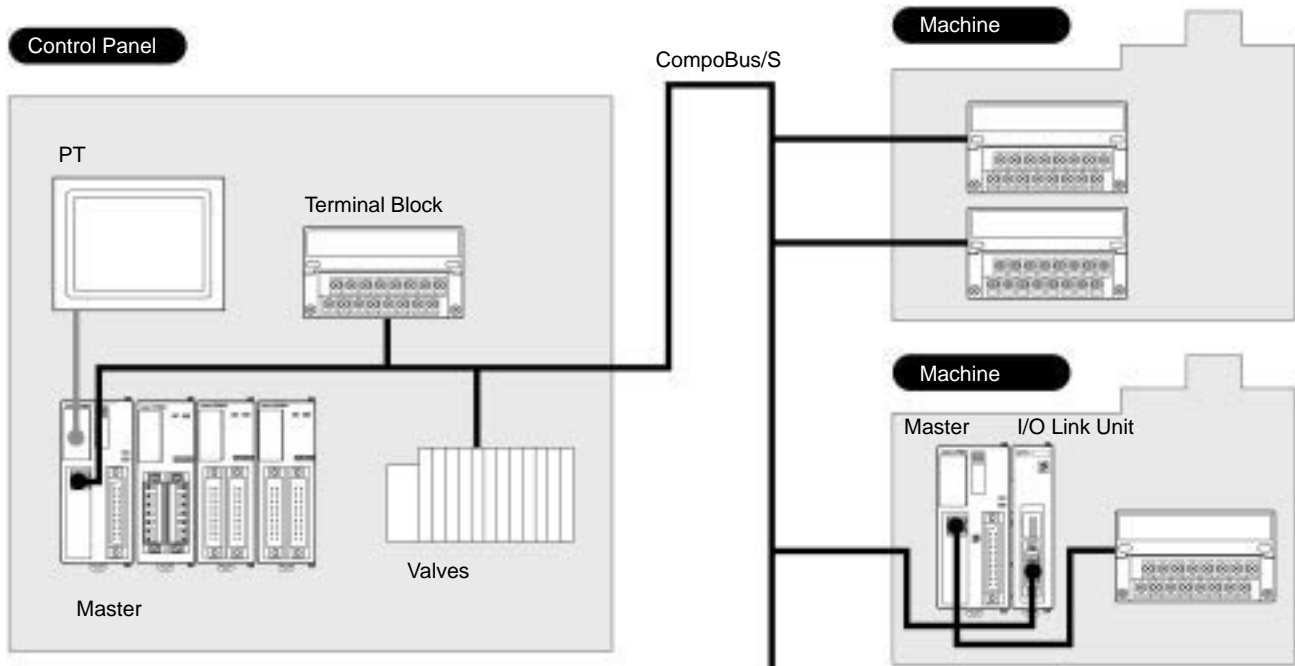 Control Panel
PT
Terminal Block
Valves
Master
CompoBus/S
Machine
Machine
Master
I/O Link Unit